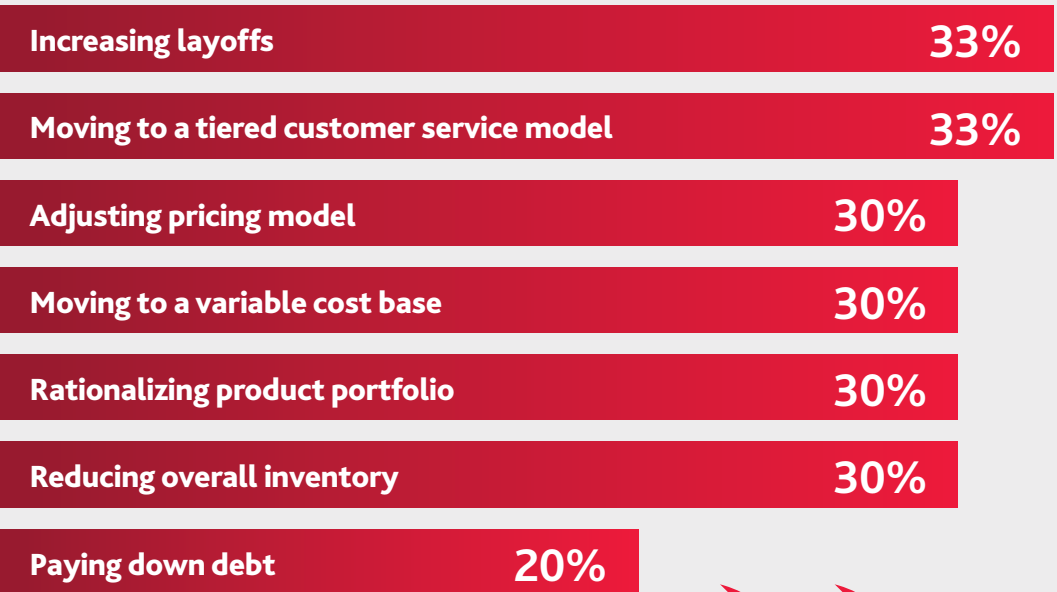 Increasing layoffs 33%
Moving to a tiered customer service model 33%
Adjusting pricing model 30%
Moving to a variable cost base 30%
Rationalizing product portfolio 30%
Reducing overall inventory 30%
Paying down debt 20%